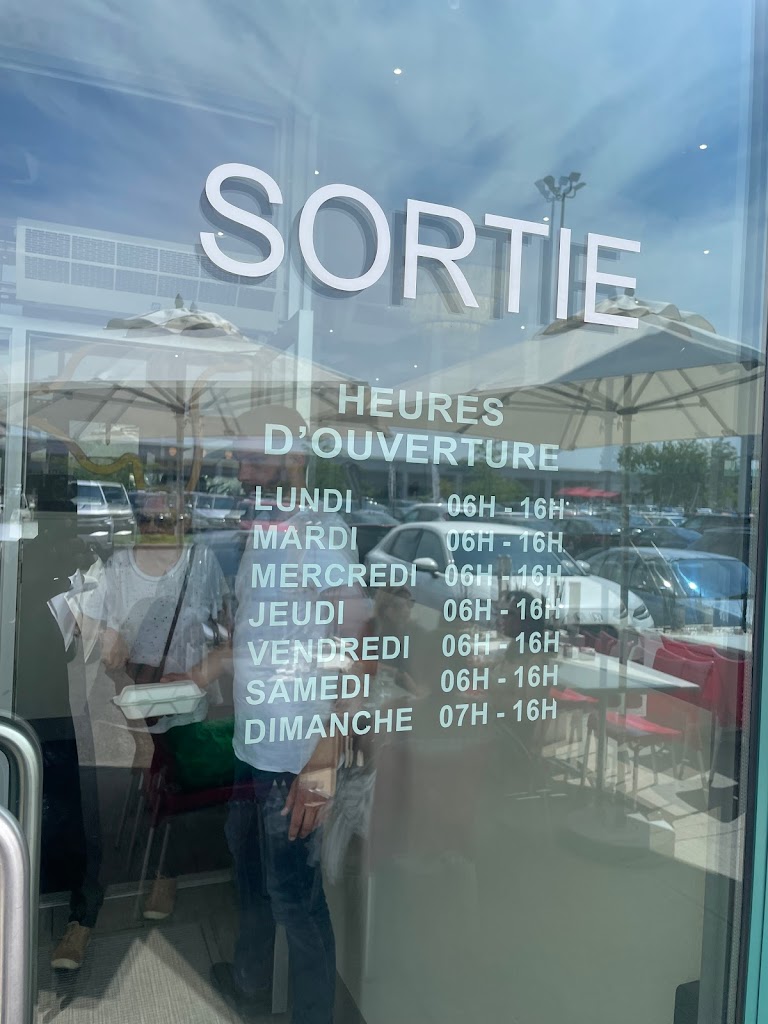 SORTIE
HEURES
D'OUVERTURE
LUNDI 06H - 16H
MARDI 06H - 16H
MERCREDI 06H - 16H
JEUDI 06H - 16H
VENDREDI 06H - 16H
SAMEDI 06H - 16H
DIMANCHE 07H - 16H